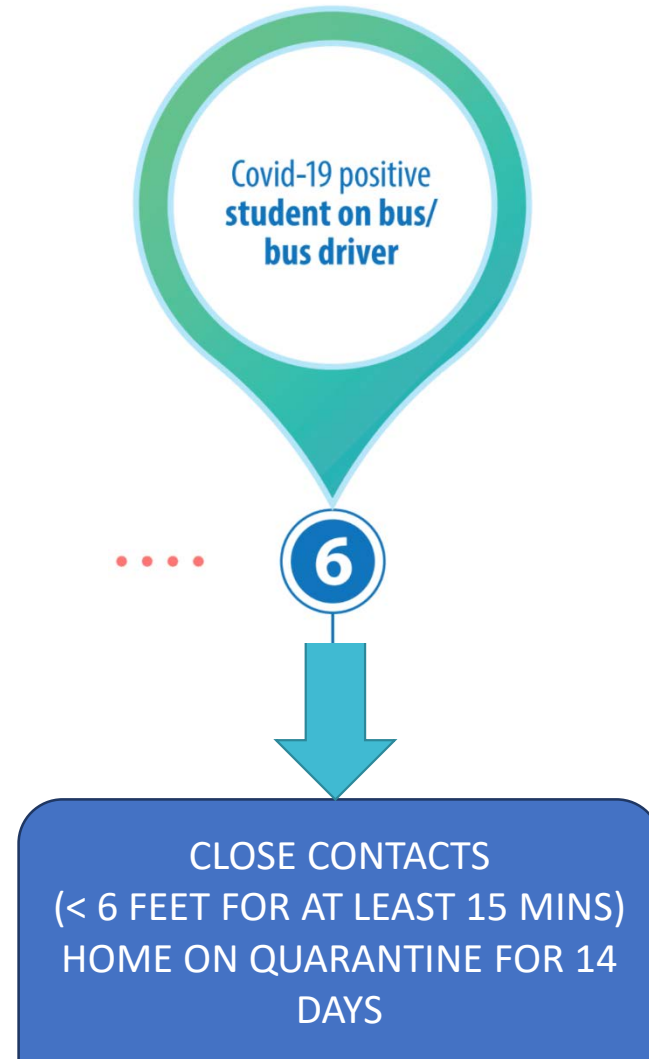 Covid-19 positive
student on bus/
bus driver
6
CLOSE CONTACTS
(< 6 FEET FOR AT LEAST 15 MINS)
HOME ON QUARANTINE FOR 14
DAYS